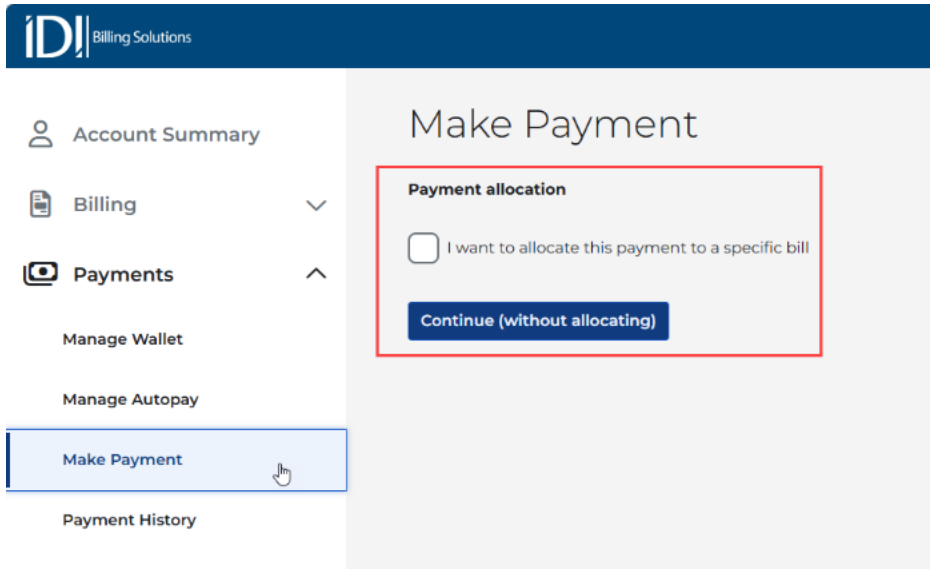 IDI Billing Solutions
Account Summary
Billing
Payments
Manage Wallet
Manage Autopay
Make Payment
Payment History
Make Payment
Payment allocation
I want to allocate this payment to a specific bill
Continue (without allocating)